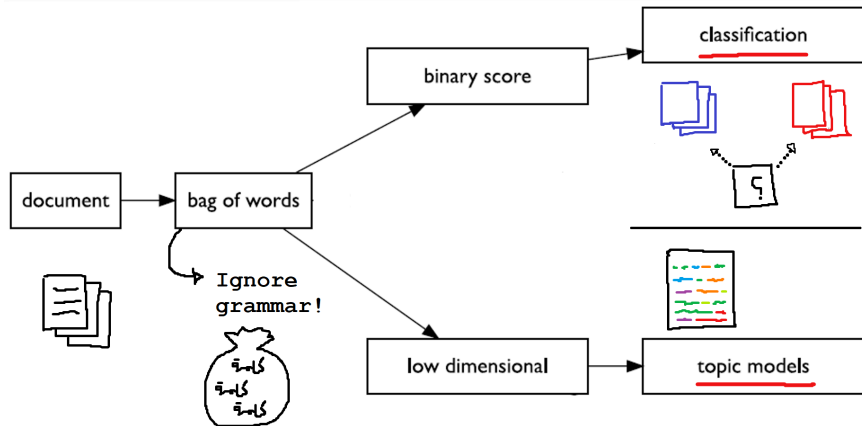 classification
binary score
؟
document
bag of words
Ignore
grammar!
كلمة
كلمة
كلمة
low dimensional
topic models